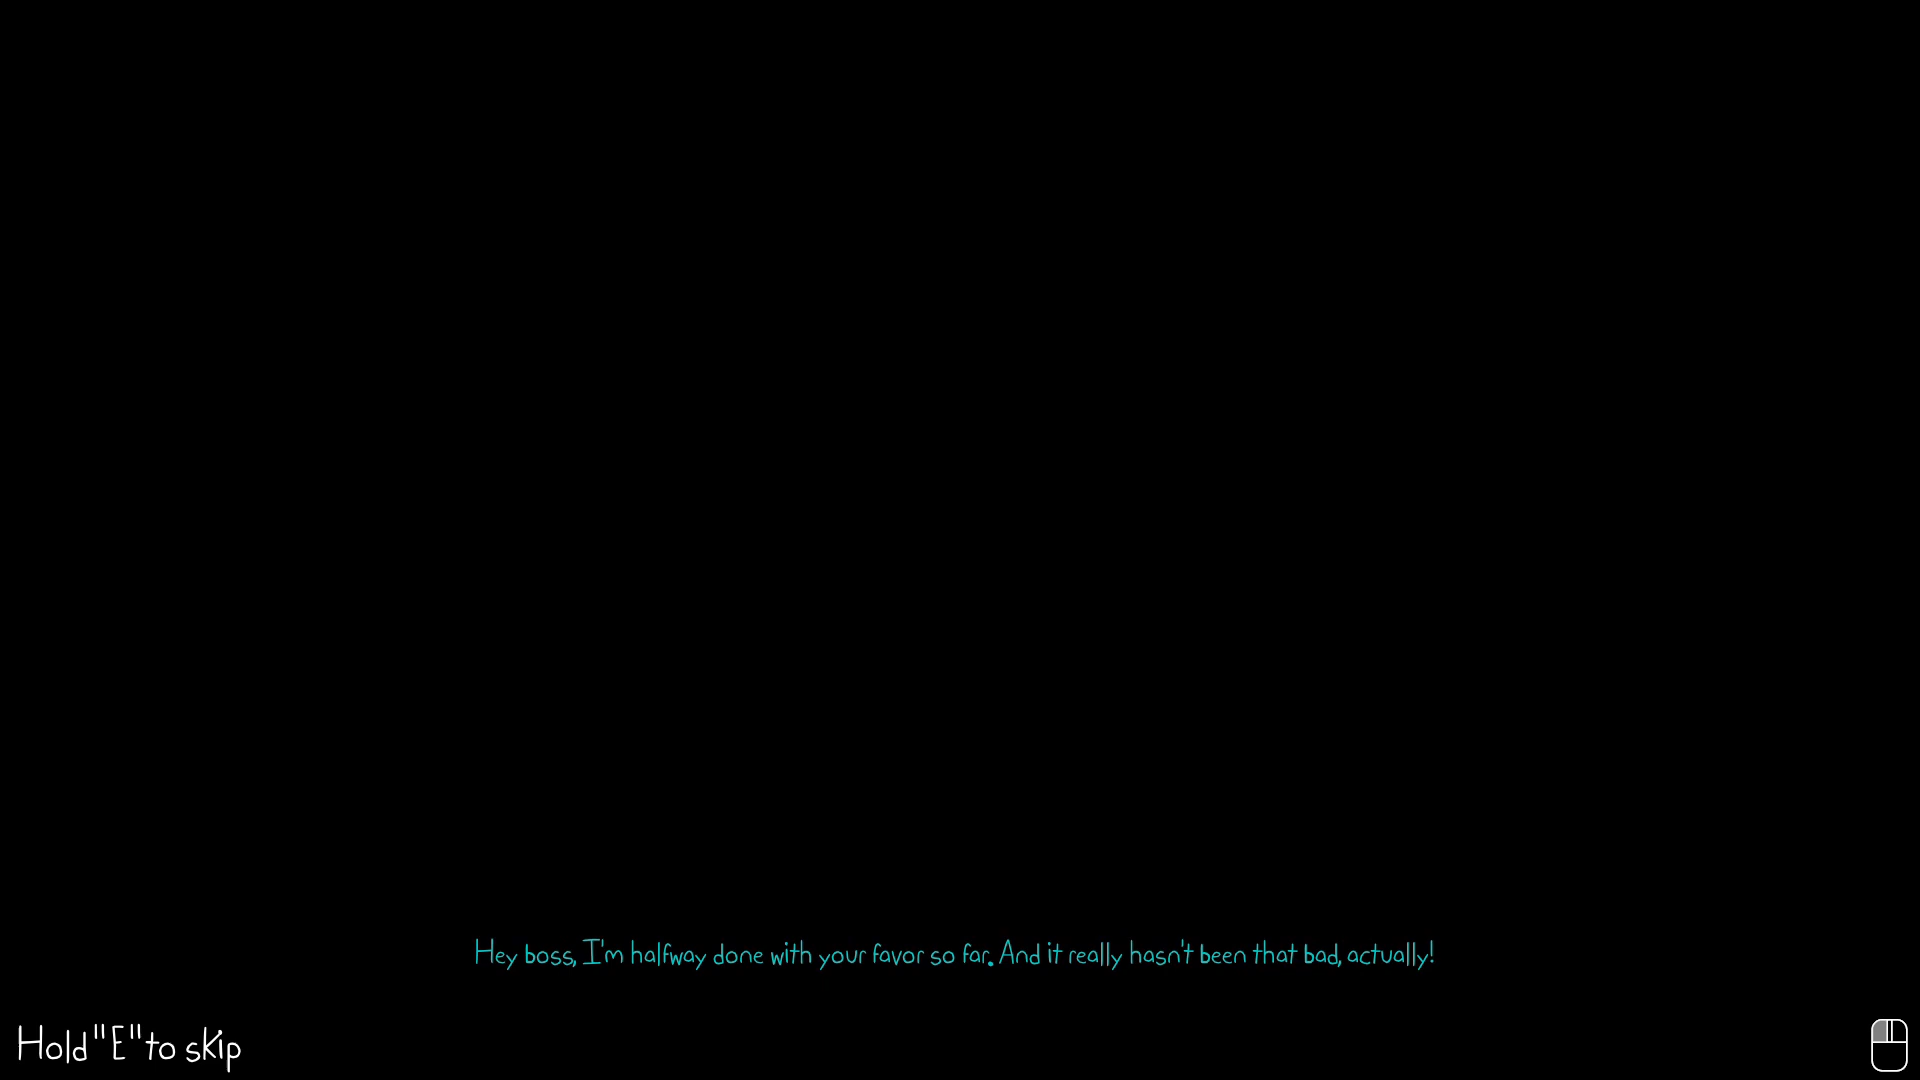 Hey boss, I'm halfway done with your favor so far. And it really hasn't been that bad, actually!
Hold "E" to skip